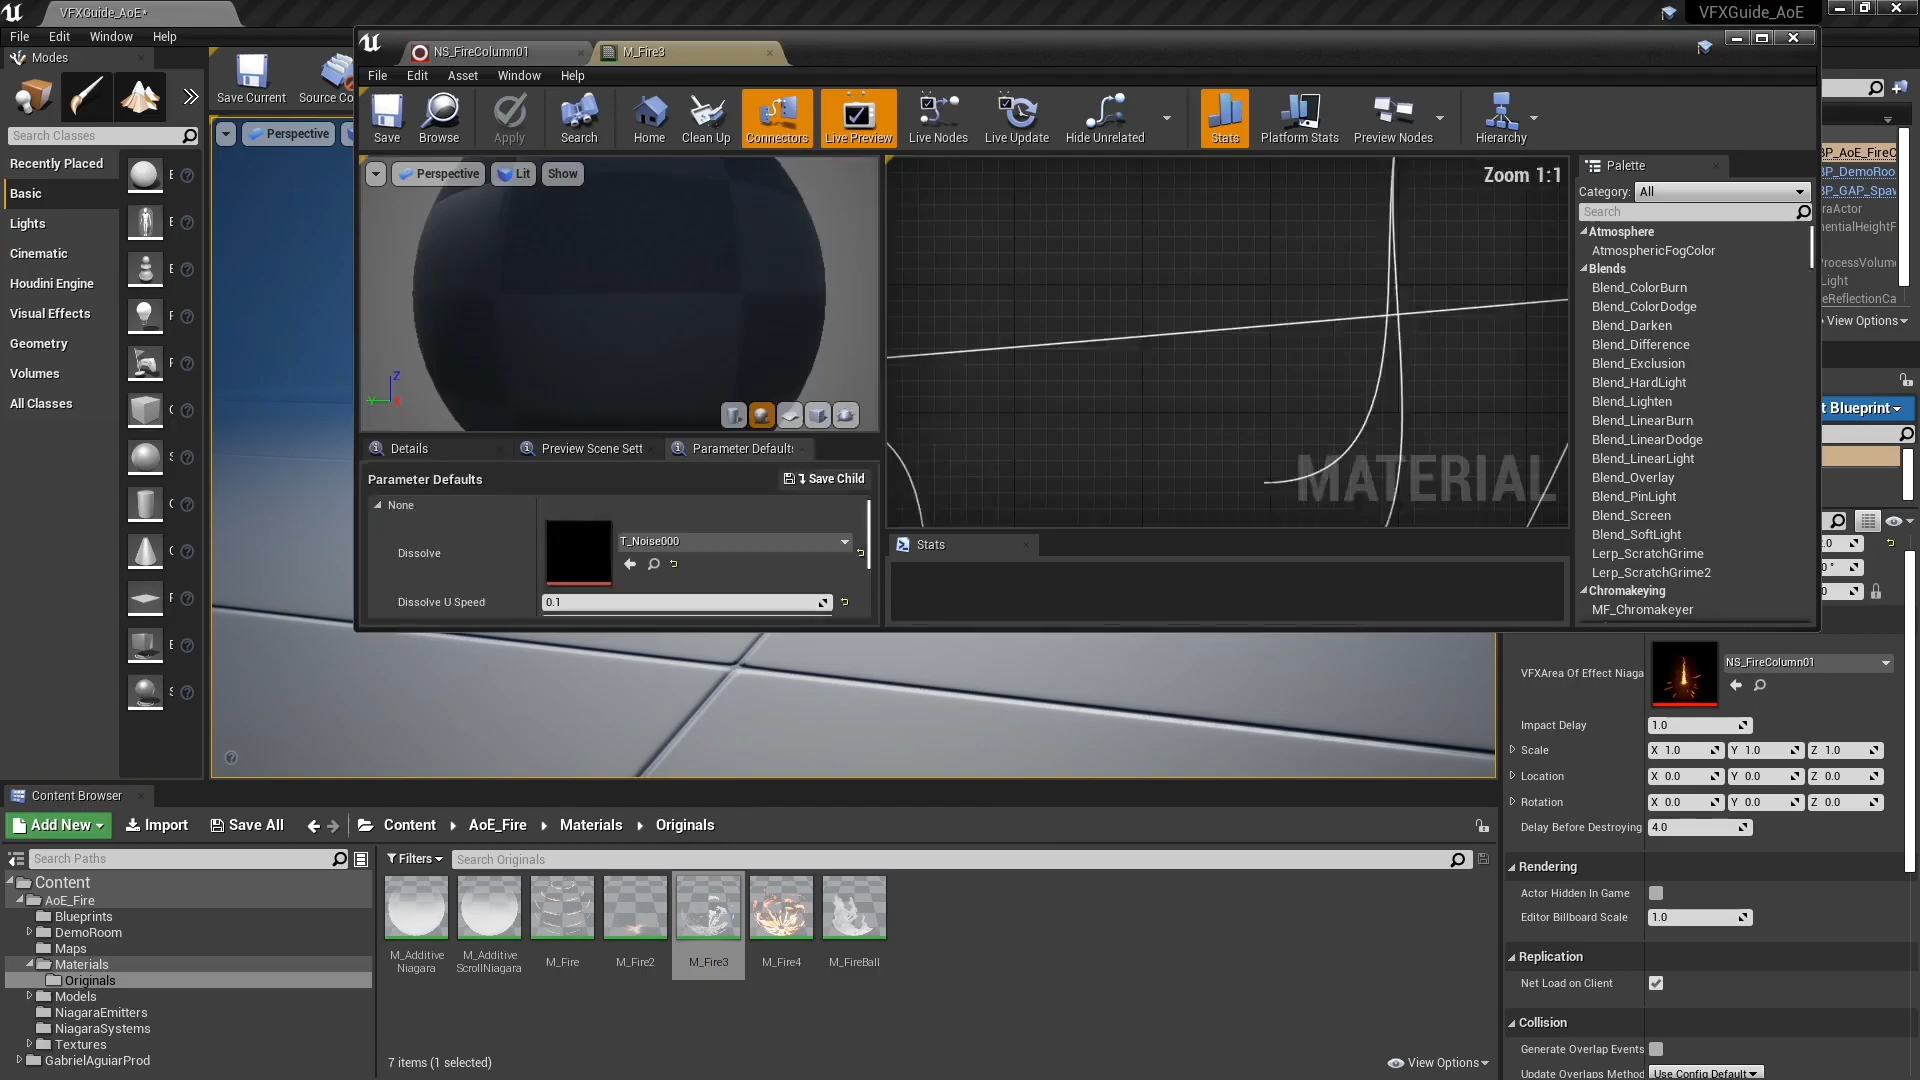 VFXGuide_AoE*
VFXGuide_AoE
File Edit Window Help
Modes
Save Current
Source Co
Search Classes
Recently Placed
Basic
Lights
Cinematic
Houdini Engine
Visual Effects
Geometry
Volumes
All Classes
Perspective
NS_FireColumn01
M_Fire3
File Edit Asset Window Help
Save
Browse
Apply
Search
Home
Clean Up
Connectors
Live Preview
Live Nodes
Live Update
Hide Unrelated
Stats
Platform Stats
Preview Nodes
Hierarchy
Perspective
Lit
Show
Z
Y
X
Details
Preview Scene Sett
Parameter Default
Parameter Defaults
Save Child
None
Dissolve
T_Noise000
Dissolve U Speed
0.1
Zoom 1:1
MATERIAL
Stats
Palette
Category: All
Search
Atmosphere
AtmosphericFogColor
Blends
Blend_ColorBurn
Blend_ColorDodge
Blend_Darken
Blend_Difference
Blend_Exclusion
Blend_HardLight
Blend_Lighten
Blend_LinearBurn
Blend_LinearDodge
Blend_LinearLight
Blend_Overlay
Blend_PinLight
Blend_Screen
Blend_SoftLight
Lerp_ScratchGrime
Lerp_ScratchGrime2
Chromakeying
MF_Chromakeyer
BP_AoE_FireC
BP_DemoRoo
BP_GAP_Spaw
raActor
nentialHeightF
rocessVolume
Light
eReflectionCa
View Options
t Blueprint
VFXArea Of Effect Niaga
NS_FireColumn01
Impact Delay
1.0
Scale
X 1.0 Y 1.0 Z 1.0
Location
X 0.0 Y 0.0 Z 0.0
Rotation
X 0.0 Y 0.0 Z 0.0
Delay Before Destroying
4.0
Rendering
Actor Hidden In Game
Editor Billboard Scale
1.0
Replication
Net Load on Client
Collision
Generate Overlap Events
Update Overlaps Method
Use Config Default
Content Browser
Add New
Import
Save All
Content
AoE_Fire
Materials
Originals
Search Paths
Filters
Search Originals
Content
AoE_Fire
Blueprints
DemoRoom
Maps
Materials
Originals
Models
NiagaraEmitters
NiagaraSystems
Textures
GabrielAguiarProd
M_Additive
Niagara
M_Additive
ScrollNiagara
M_Fire
M_Fire2
M_Fire3
M_Fire4
M_FireBall
7 items (1 selected)
View Options